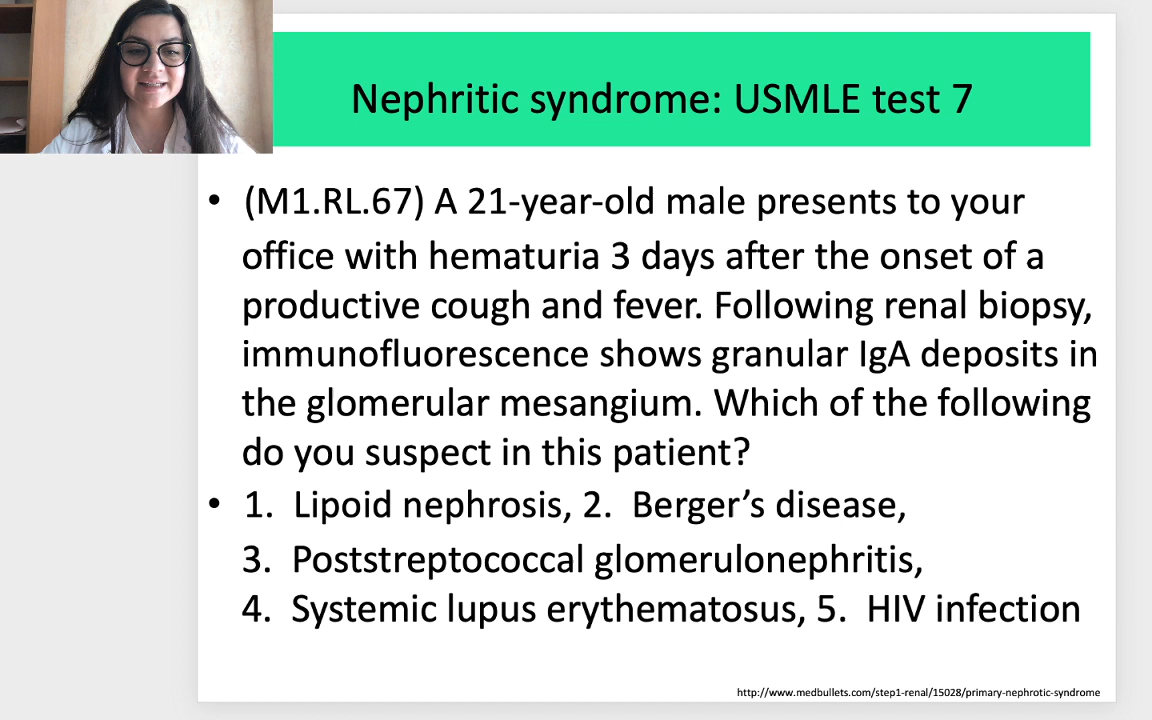 Nephritic syndrome: USMLE test 7
• (M1.RL.67) A 21-year-old male presents to your
office with hematuria 3 days after the onset of a
productive cough and fever. Following renal biopsy,
immunofluorescence shows granular IgA deposits in
the glomerular mesangium. Which of the following
do you suspect in this patient?
• 1. Lipoid nephrosis, 2. Berger’s disease,
3. Poststreptococcal glomerulonephritis,
4. Systemic lupus erythematosus, 5. HIV infection
http://www.medbullets.com/step1-renal/15028/primary-nephrotic-syndrome